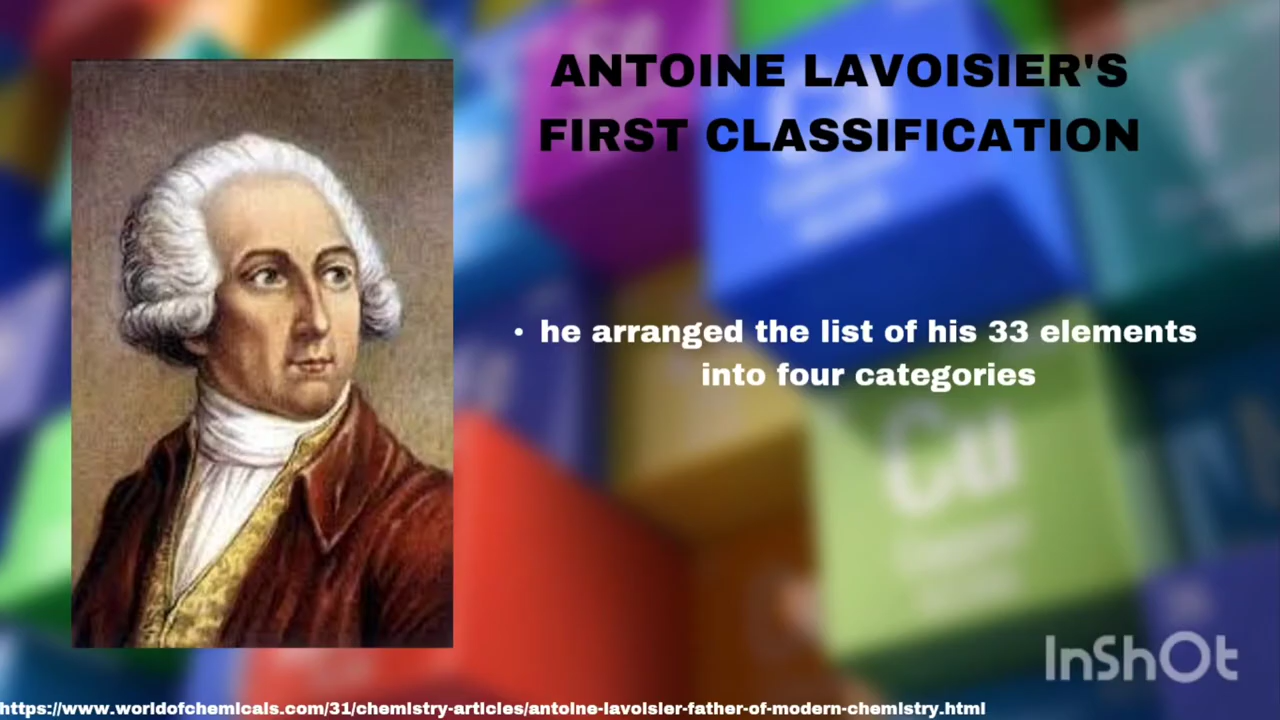 ANTOINE LAVOISIER'S
FIRST CLASSIFICATION
• he arranged the list of his 33 elements
into four categories
Cu
InShOt
https://www.worldofchemicals.com/31/chemistry-articles/antoine-lavoisier-father-of-modern-chemistry.html